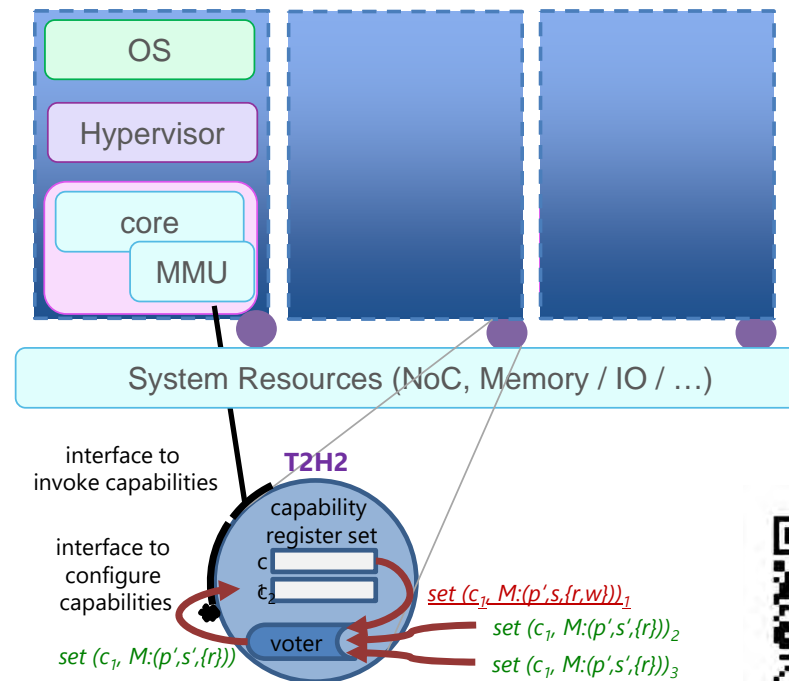 OS
Hypervisor
core
MMU
System Resources (NoC, Memory / IO / …)
interface to
invoke capabilities
T2H2
capability
register set
interface to
configure
capabilities
c
c₂
set (c₁, M:(p‘,s,{r,w}))₁
set (c₁, M:(p‘,s‘,{r}))₂
voter
set (c₁, M:(p‘,s‘,{r}))
set (c₁, M:(p‘,s‘,{r}))₃